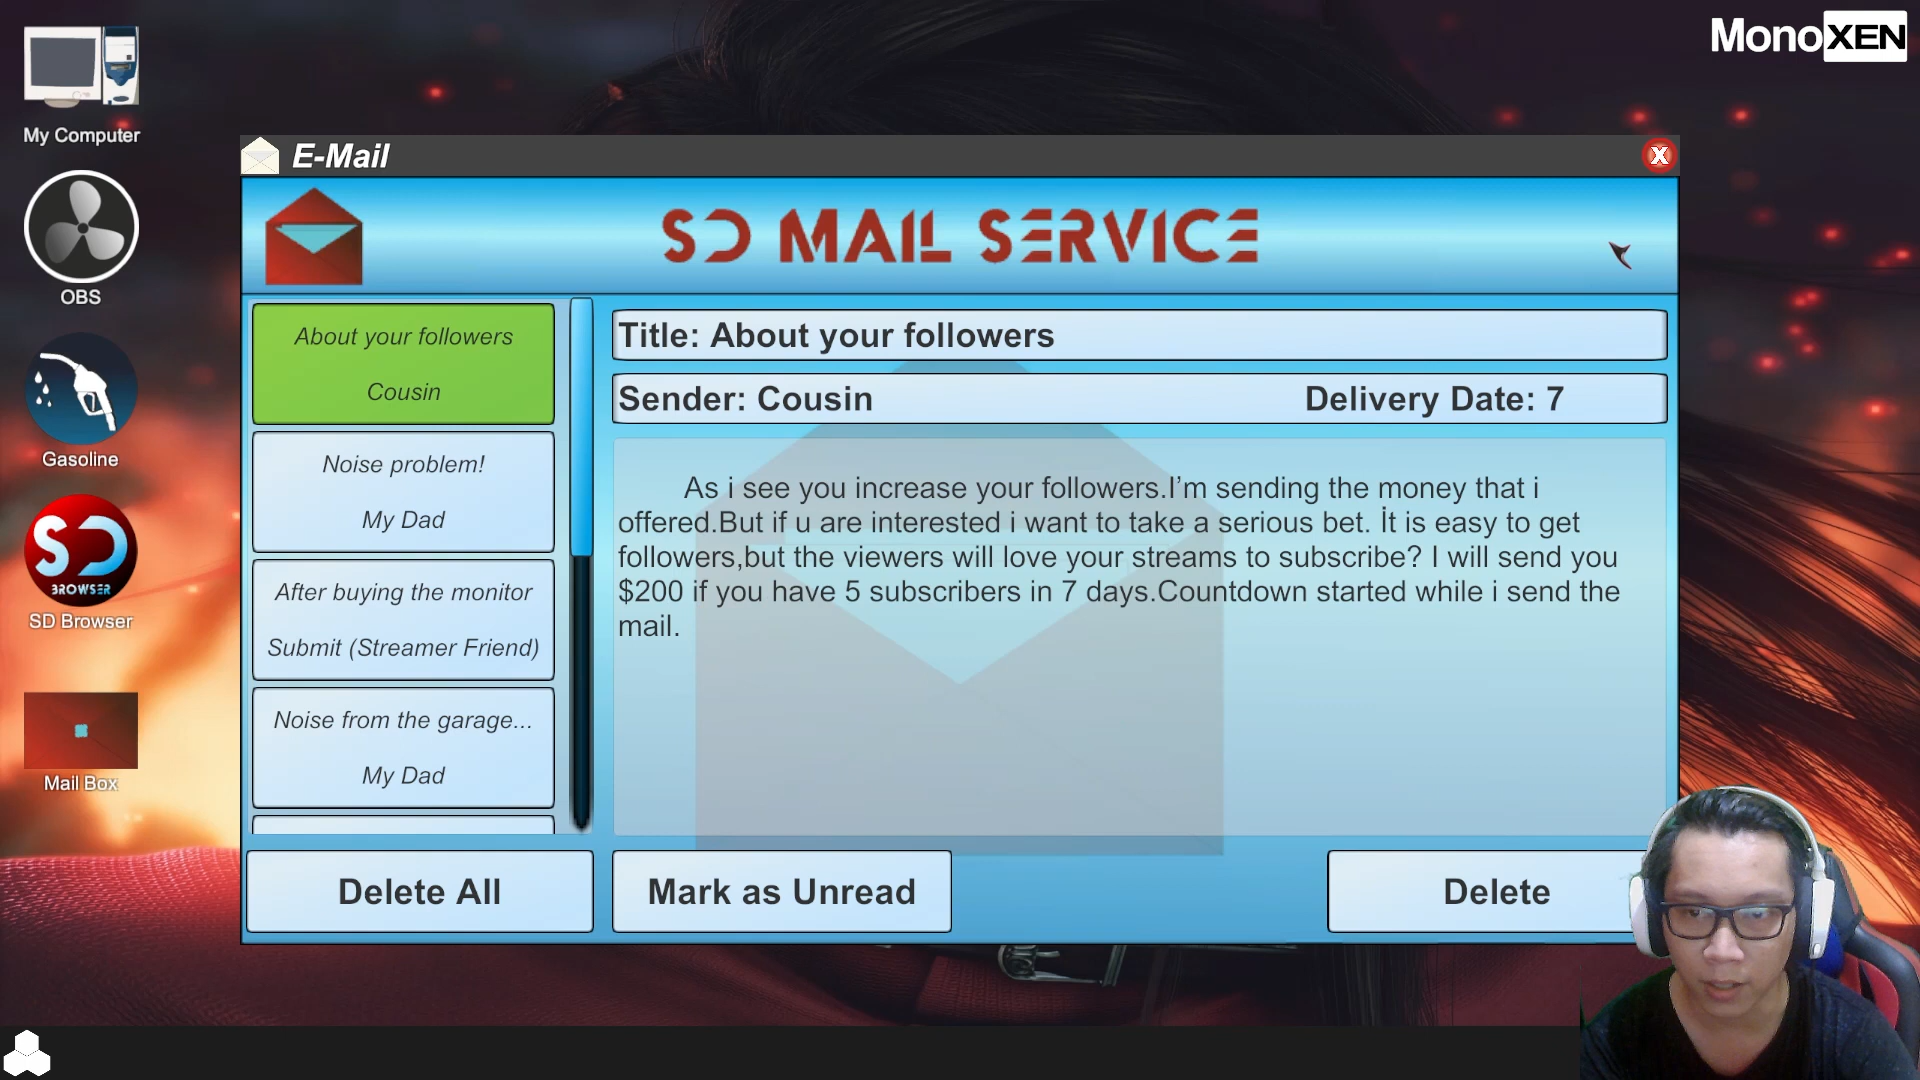 MonoXEN
My Computer
OBS
Gasoline
SD
BROWSER
SD Browser
Mail Box
E-Mail
X
SD MAIL SERVICE
About your followers
Cousin
Noise problem!
My Dad
After buying the monitor
Submit (Streamer Friend)
Noise from the garage...
My Dad
Title: About your followers
Sender: Cousin Delivery Date: 7
As i see you increase your followers.I’m sending the money that i
offered.But if u are interested i want to take a serious bet. İt is easy to get
followers,but the viewers will love your streams to subscribe? I will send you
$200 if you have 5 subscribers in 7 days.Countdown started while i send the
mail.
Delete All
Mark as Unread
Delete